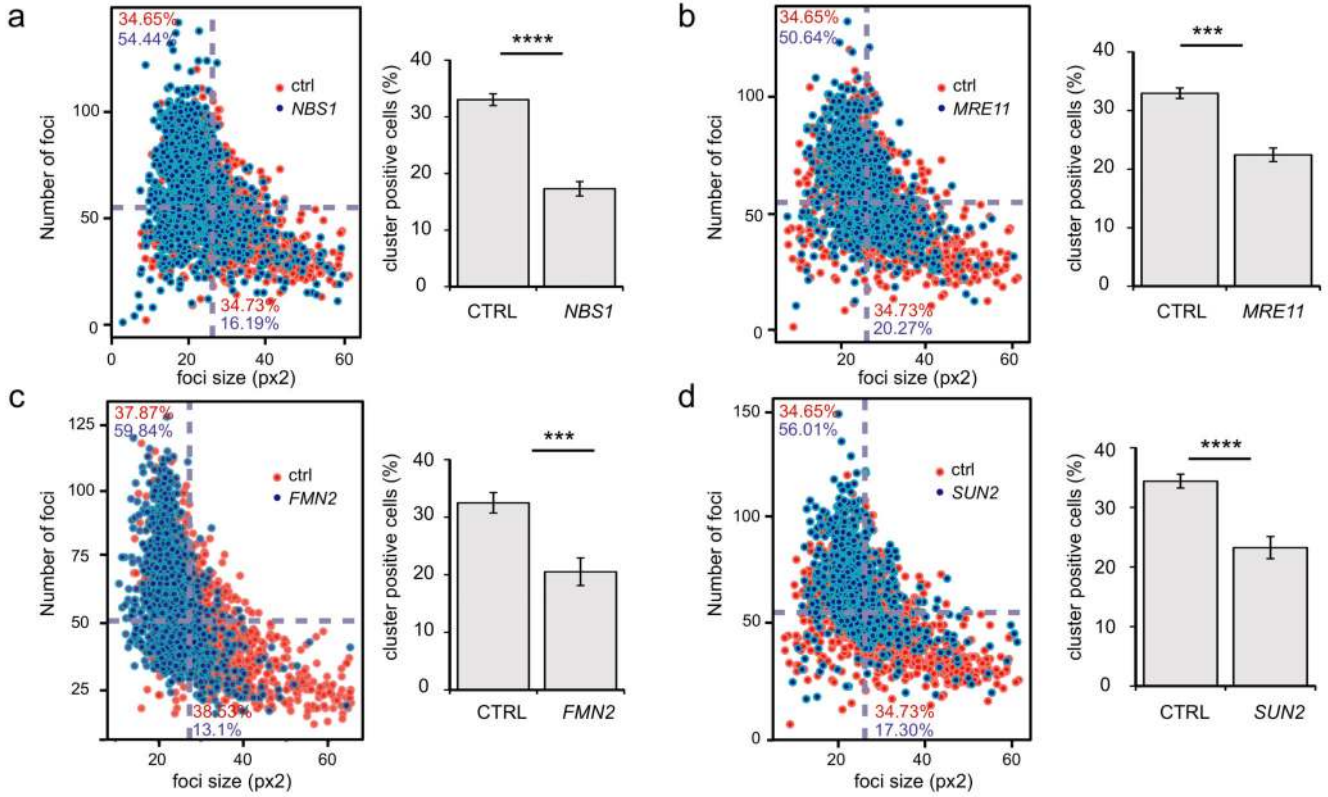 a
34.65%
54.44%
ctrl
NBS1
Number of foci
100
50
0
34.73%
16.19%
0 20 40 60
foci size (px2)
cluster positive cells (%)
40
30
20
10
0
****
CTRL NBS1
b
34.65%
50.64%
ctrl
MRE11
Number of foci
100
50
0
34.73%
20.27%
20 40 60
foci size (px2)
cluster positive cells (%)
40
30
20
10
0
***
CTRL MRE11
c
37.87%
59.84%
ctrl
FMN2
Number of foci
125
100
75
50
25
38.53%
13.1%
20 40 60
foci size (px2)
cluster positive cells (%)
40
30
20
10
0
***
CTRL FMN2
d
34.65%
56.01%
ctrl
SUN2
Number of foci
150
100
50
0
34.73%
17.30%
20 40 60
foci size (px2)
cluster positive cells (%)
40
30
20
10
0
****
CTRL SUN2